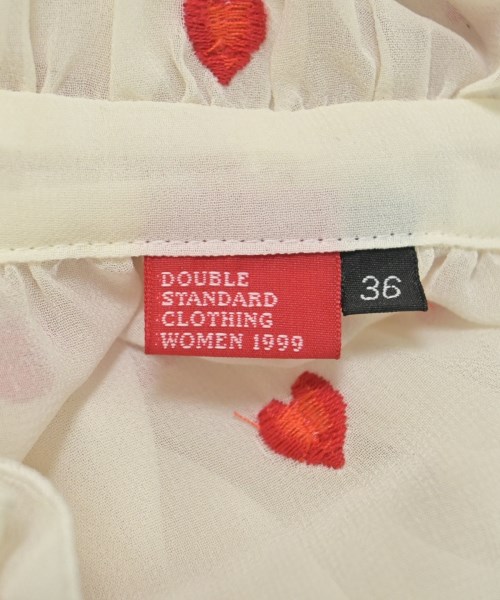 DOUBLE
STANDARD
CLOTHING
WOMEN 1999
36